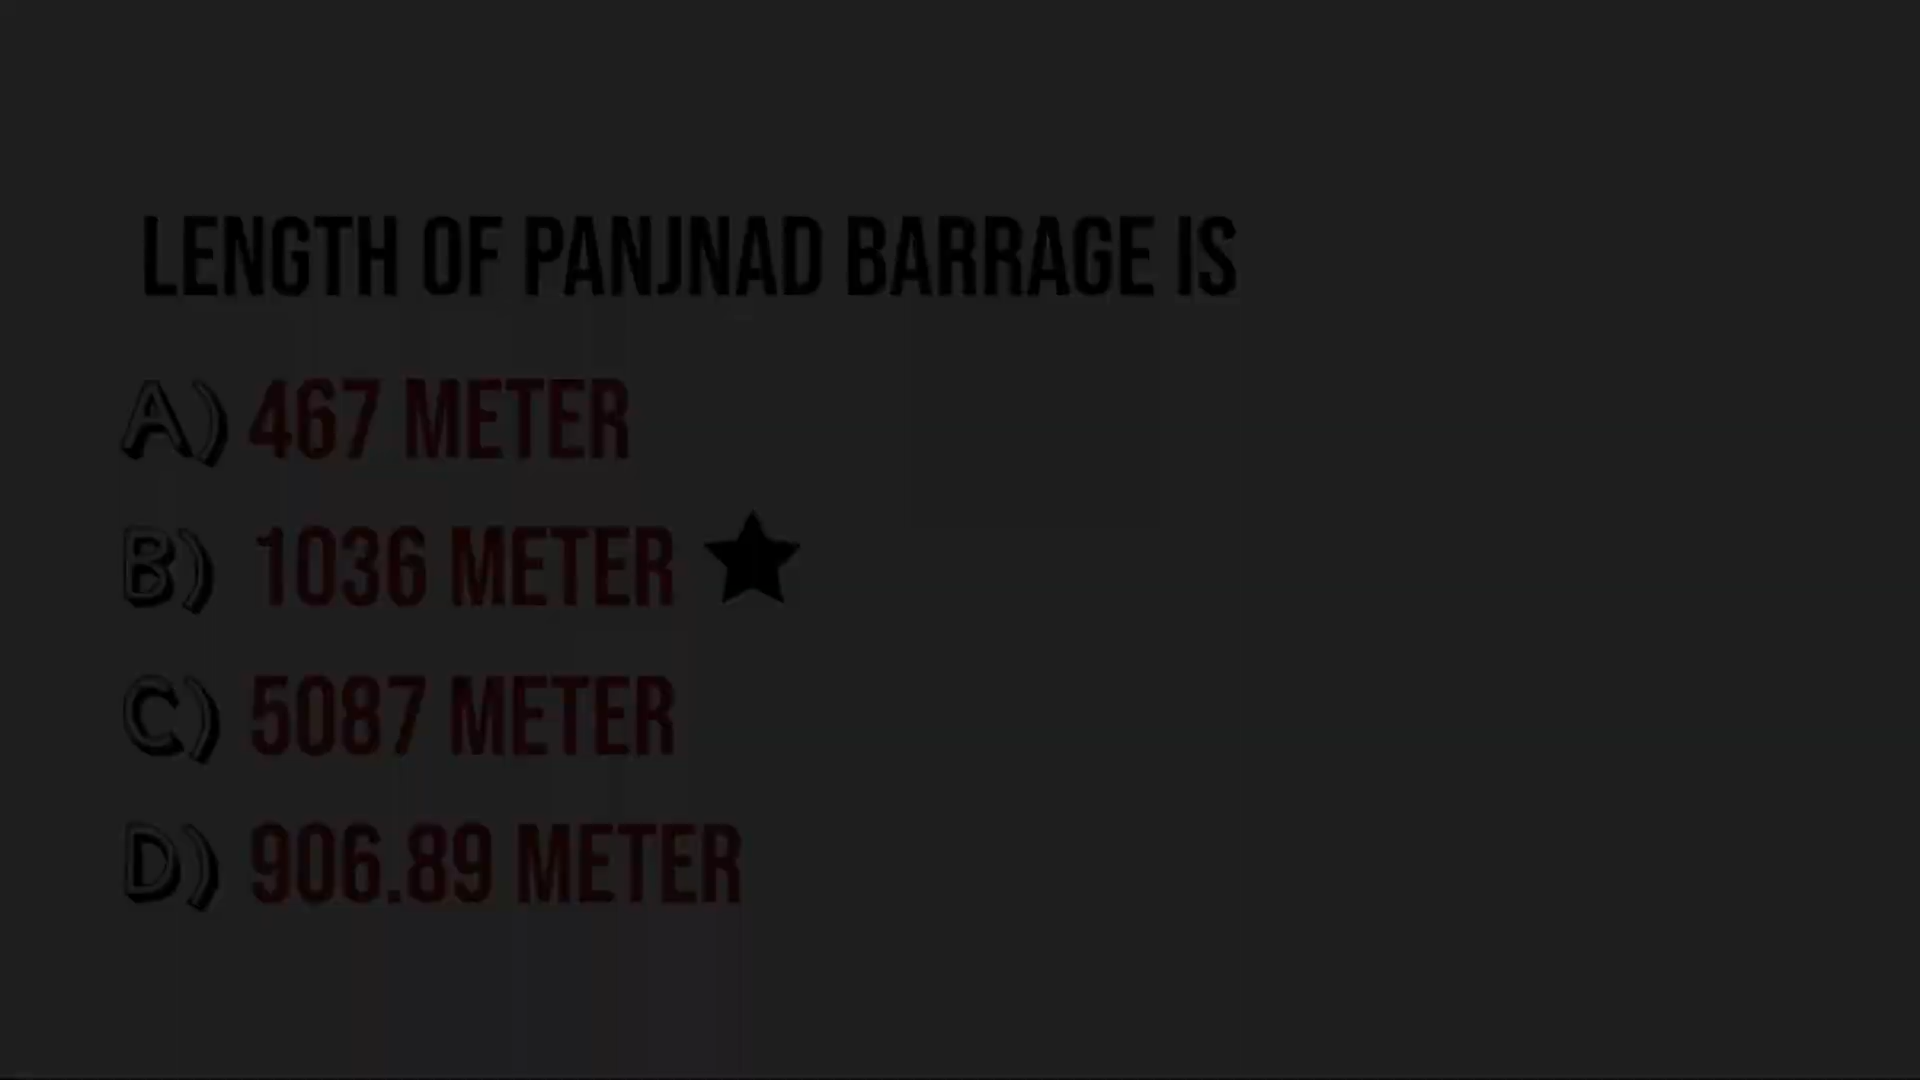 LENGTH OF PANJNAD BARRAGE IS
A) 467 METER
B) 1036 METER
C) 5087 METER
D) 906.89 METER